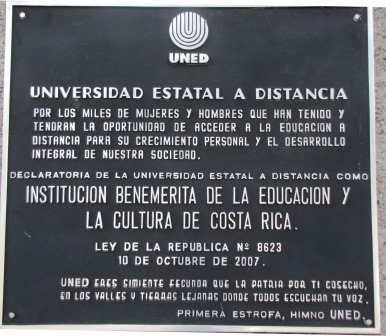 UNED
UNIVERSIDAD ESTATAL A DISTANCIA
POR LOS MILES DE MUJERES Y HOMBRES QUE HAN TENIDO Y
TENDRAN LA OPORTUNIDAD DE ACCEDER A LA EDUCACION A
DISTANCIA PARA SU CRECIMIENTO PERSONAL Y EL DESARROLLO
INTEGRAL DE NUESTRA SOCIEDAD.
DECLARATORIA DE LA UNIVERSIDAD ESTATAL A DISTANCIA COMO
INSTITUCION BENEMERITA DE LA EDUCACION Y
LA CULTURA DE COSTA RICA.
LEY DE LA REPUBLICA Nº 8623
10 DE OCTUBRE DE 2007.
UNED ERES SIMIENTE FECUNDA QUE LA PATRIA POR TI COSECHO,
EN LOS VALLES Y TIERRAS LEJANAS DONDE TODOS ESCUCHAN TU VOZ.
PRIMERA ESTROFA, HIMNO UNED.